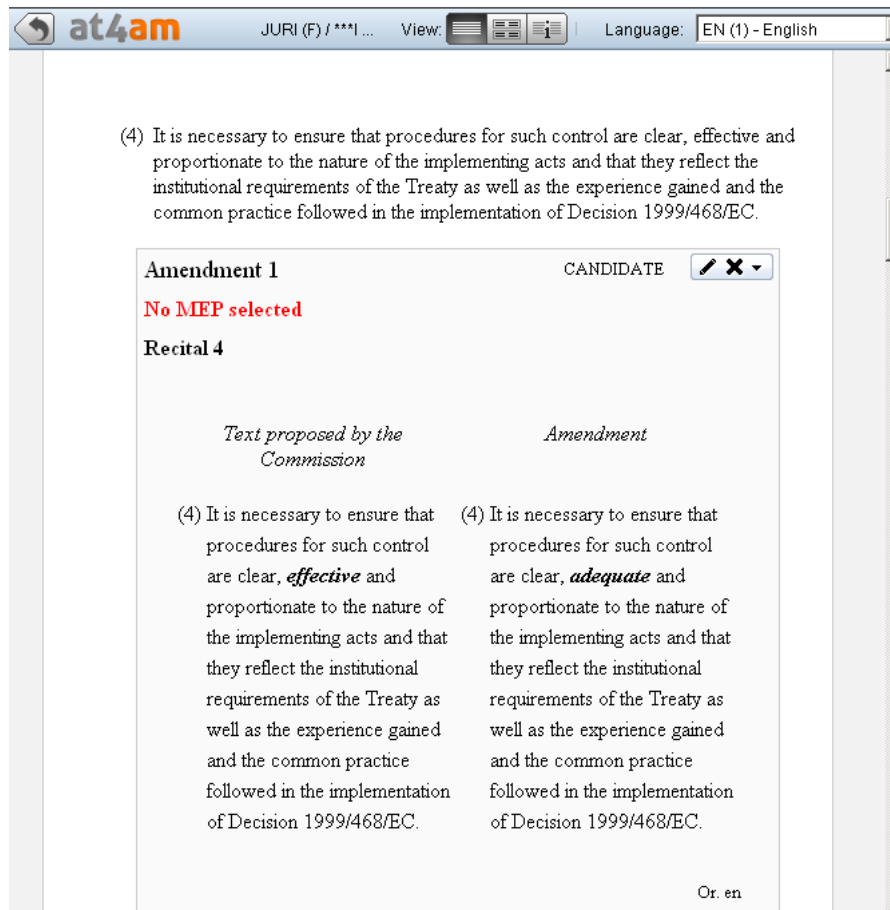 at4am JURI (F) / ***I ... View: Language: EN (1) - English
(4) It is necessary to ensure that procedures for such control are clear, effective and
proportionate to the nature of the implementing acts and that they reflect the
institutional requirements of the Treaty as well as the experience gained and the
common practice followed in the implementation of Decision 1999/468/EC.
Amendment 1 CANDIDATE
No MEP selected
Recital 4
Text proposed by the
Commission
Amendment
(4) It is necessary to ensure that
procedures for such control
are clear, effective and
proportionate to the nature of
the implementing acts and that
they reflect the institutional
requirements of the Treaty as
well as the experience gained
and the common practice
followed in the implementation
of Decision 1999/468/EC.
(4) It is necessary to ensure that
procedures for such control
are clear, adequate and
proportionate to the nature of
the implementing acts and that
they reflect the institutional
requirements of the Treaty as
well as the experience gained
and the common practice
followed in the implementation
of Decision 1999/468/EC.
Or. en